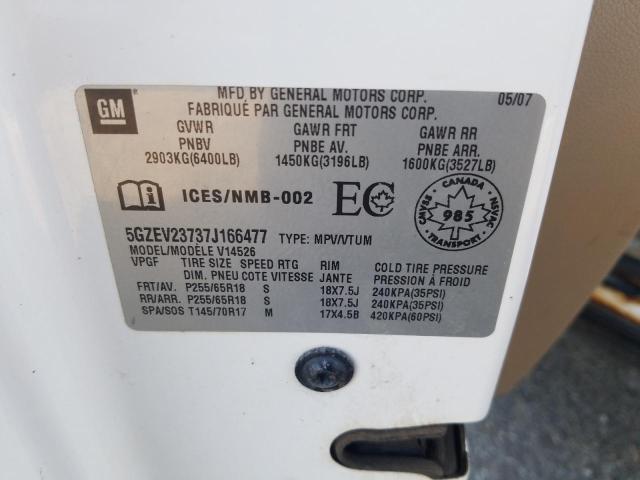 GM
MFD BY GENERAL MOTORS CORP. 05/07
FABRIQUÉ PAR GENERAL MOTORS CORP.
GVWR GAWR FRT GAWR RR
PNBV PNBE AV. PNBE ARR.
2903KG(6400LB) 1450KG(3196LB) 1600KG(3527LB)
i ICES/NMB-002 EC CANADA CMVSS 985 NSVAC TRANSPORT
5GZEV23737J166477 TYPE: MPV/VTUM
MODEL/MODÈLE V14526
VPGF TIRE SIZE SPEED RTG RIM COLD TIRE PRESSURE
DIM. PNEU COTE VITESSE JANTE PRESSION À FROID
FRT/AV. P255/65R18 S 18X7.5J 240KPA(35PSI)
RR/ARR. P255/65R18 S 18X7.5J 240KPA(35PSI)
SPA/SOS T145/70R17 M 17X4.5B 420KPA(60PSI)